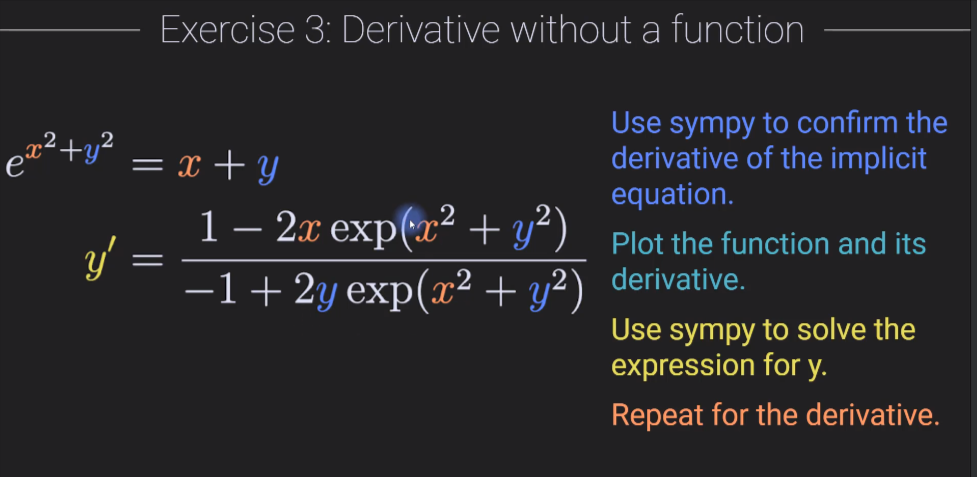 Exercise 3: Derivative without a function
e^{x^2+y^2} = x + y
y′ = \frac{1 − 2x exp(x^2 + y^2)}{−1 + 2y exp(x^2 + y^2)}
Use sympy to confirm the
derivative of the implicit
equation.
Plot the function and its
derivative.
Use sympy to solve the
expression for y.
Repeat for the derivative.